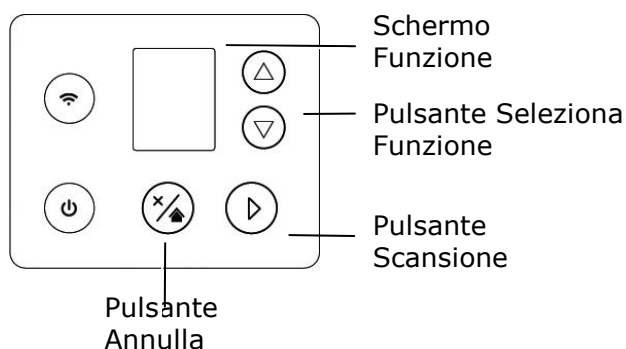 Schermo
Funzione
Pulsante Seleziona
Funzione
Pulsante
Scansione
Pulsante
Annulla